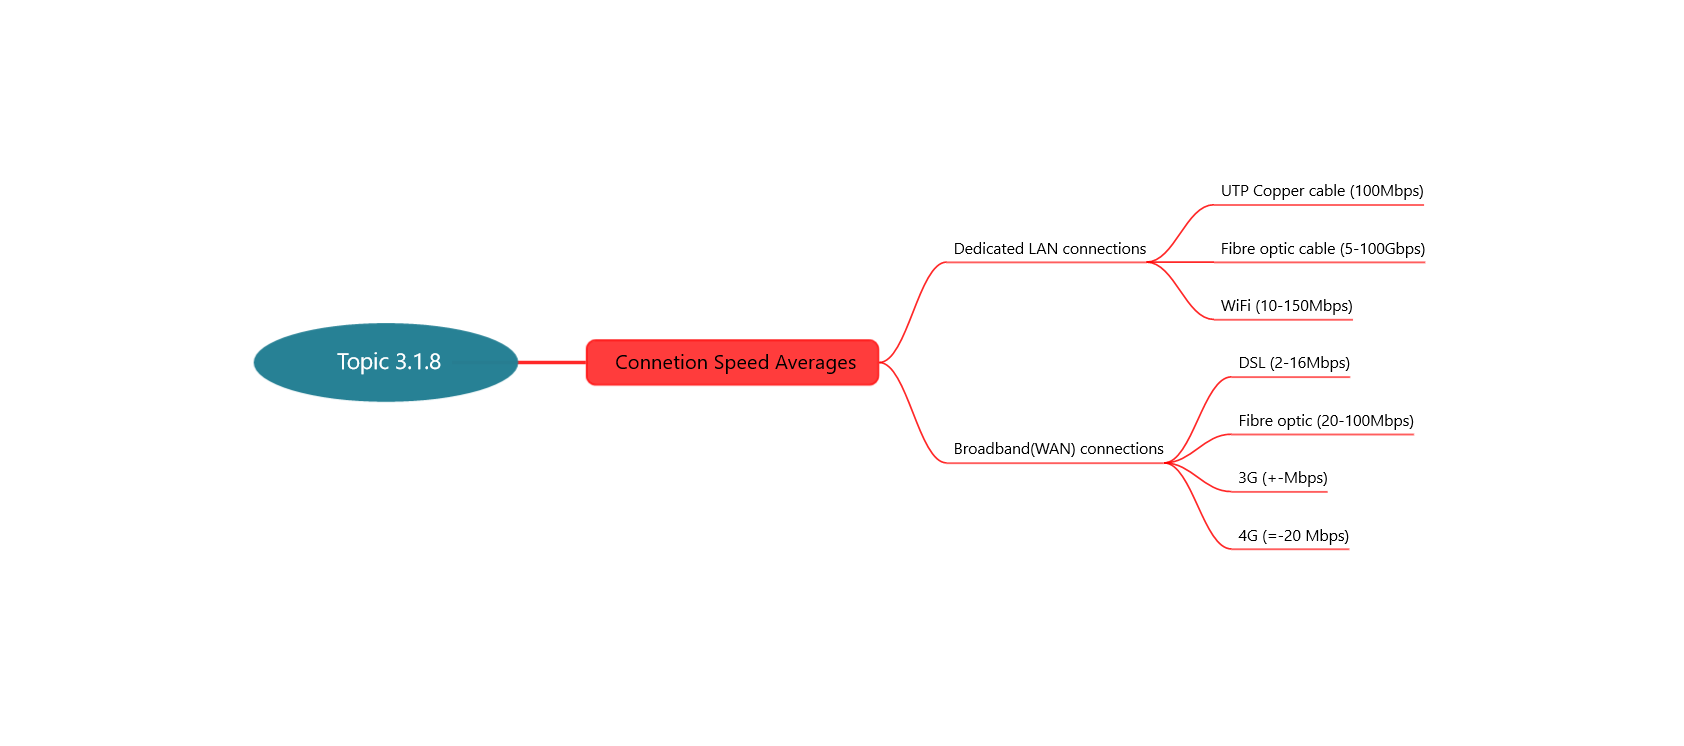 Topic 3.1.8
Connetion Speed Averages
Dedicated LAN connections
UTP Copper cable (100Mbps)
Fibre optic cable (5-100Gbps)
WiFi (10-150Mbps)
Broadband(WAN) connections
DSL (2-16Mbps)
Fibre optic (20-100Mbps)
3G (+-Mbps)
4G (=-20 Mbps)